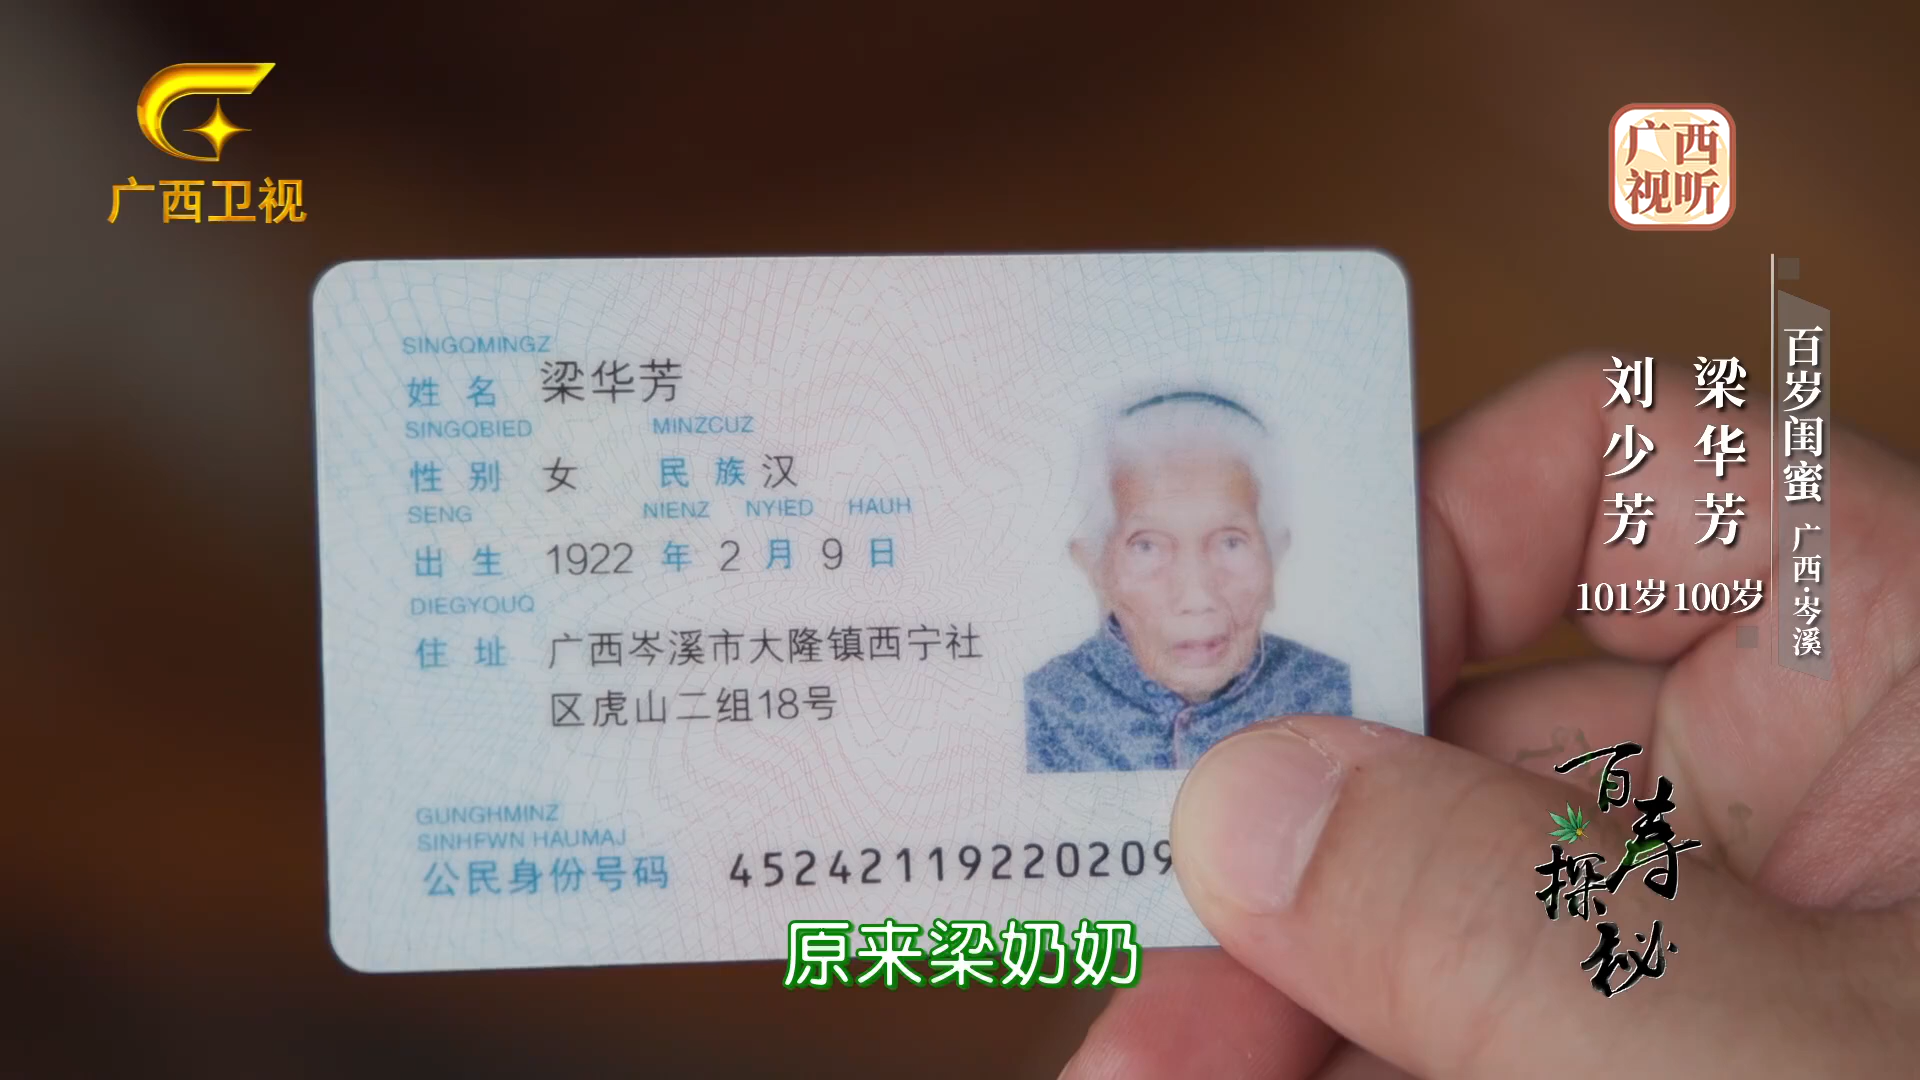 广西卫视
广西
视听
SINGQMINGZ
姓名 梁华芳
SINGQBIED MINZCUZ
性别 女 民族 汉
SENG NIENZ NYIED HAUH
出生 1922 年 2 月 9 日
DIEGYOUQ
住址 广西岑溪市大隆镇西宁社
区虎山二组18号
GUNGHMINZ
SINHFWN HAUMAJ
公民身份号码 45242119220209
百岁闺蜜 广西·岑溪
梁华芳 100岁
刘少芳 101岁
百寿
探秘
原来梁奶奶